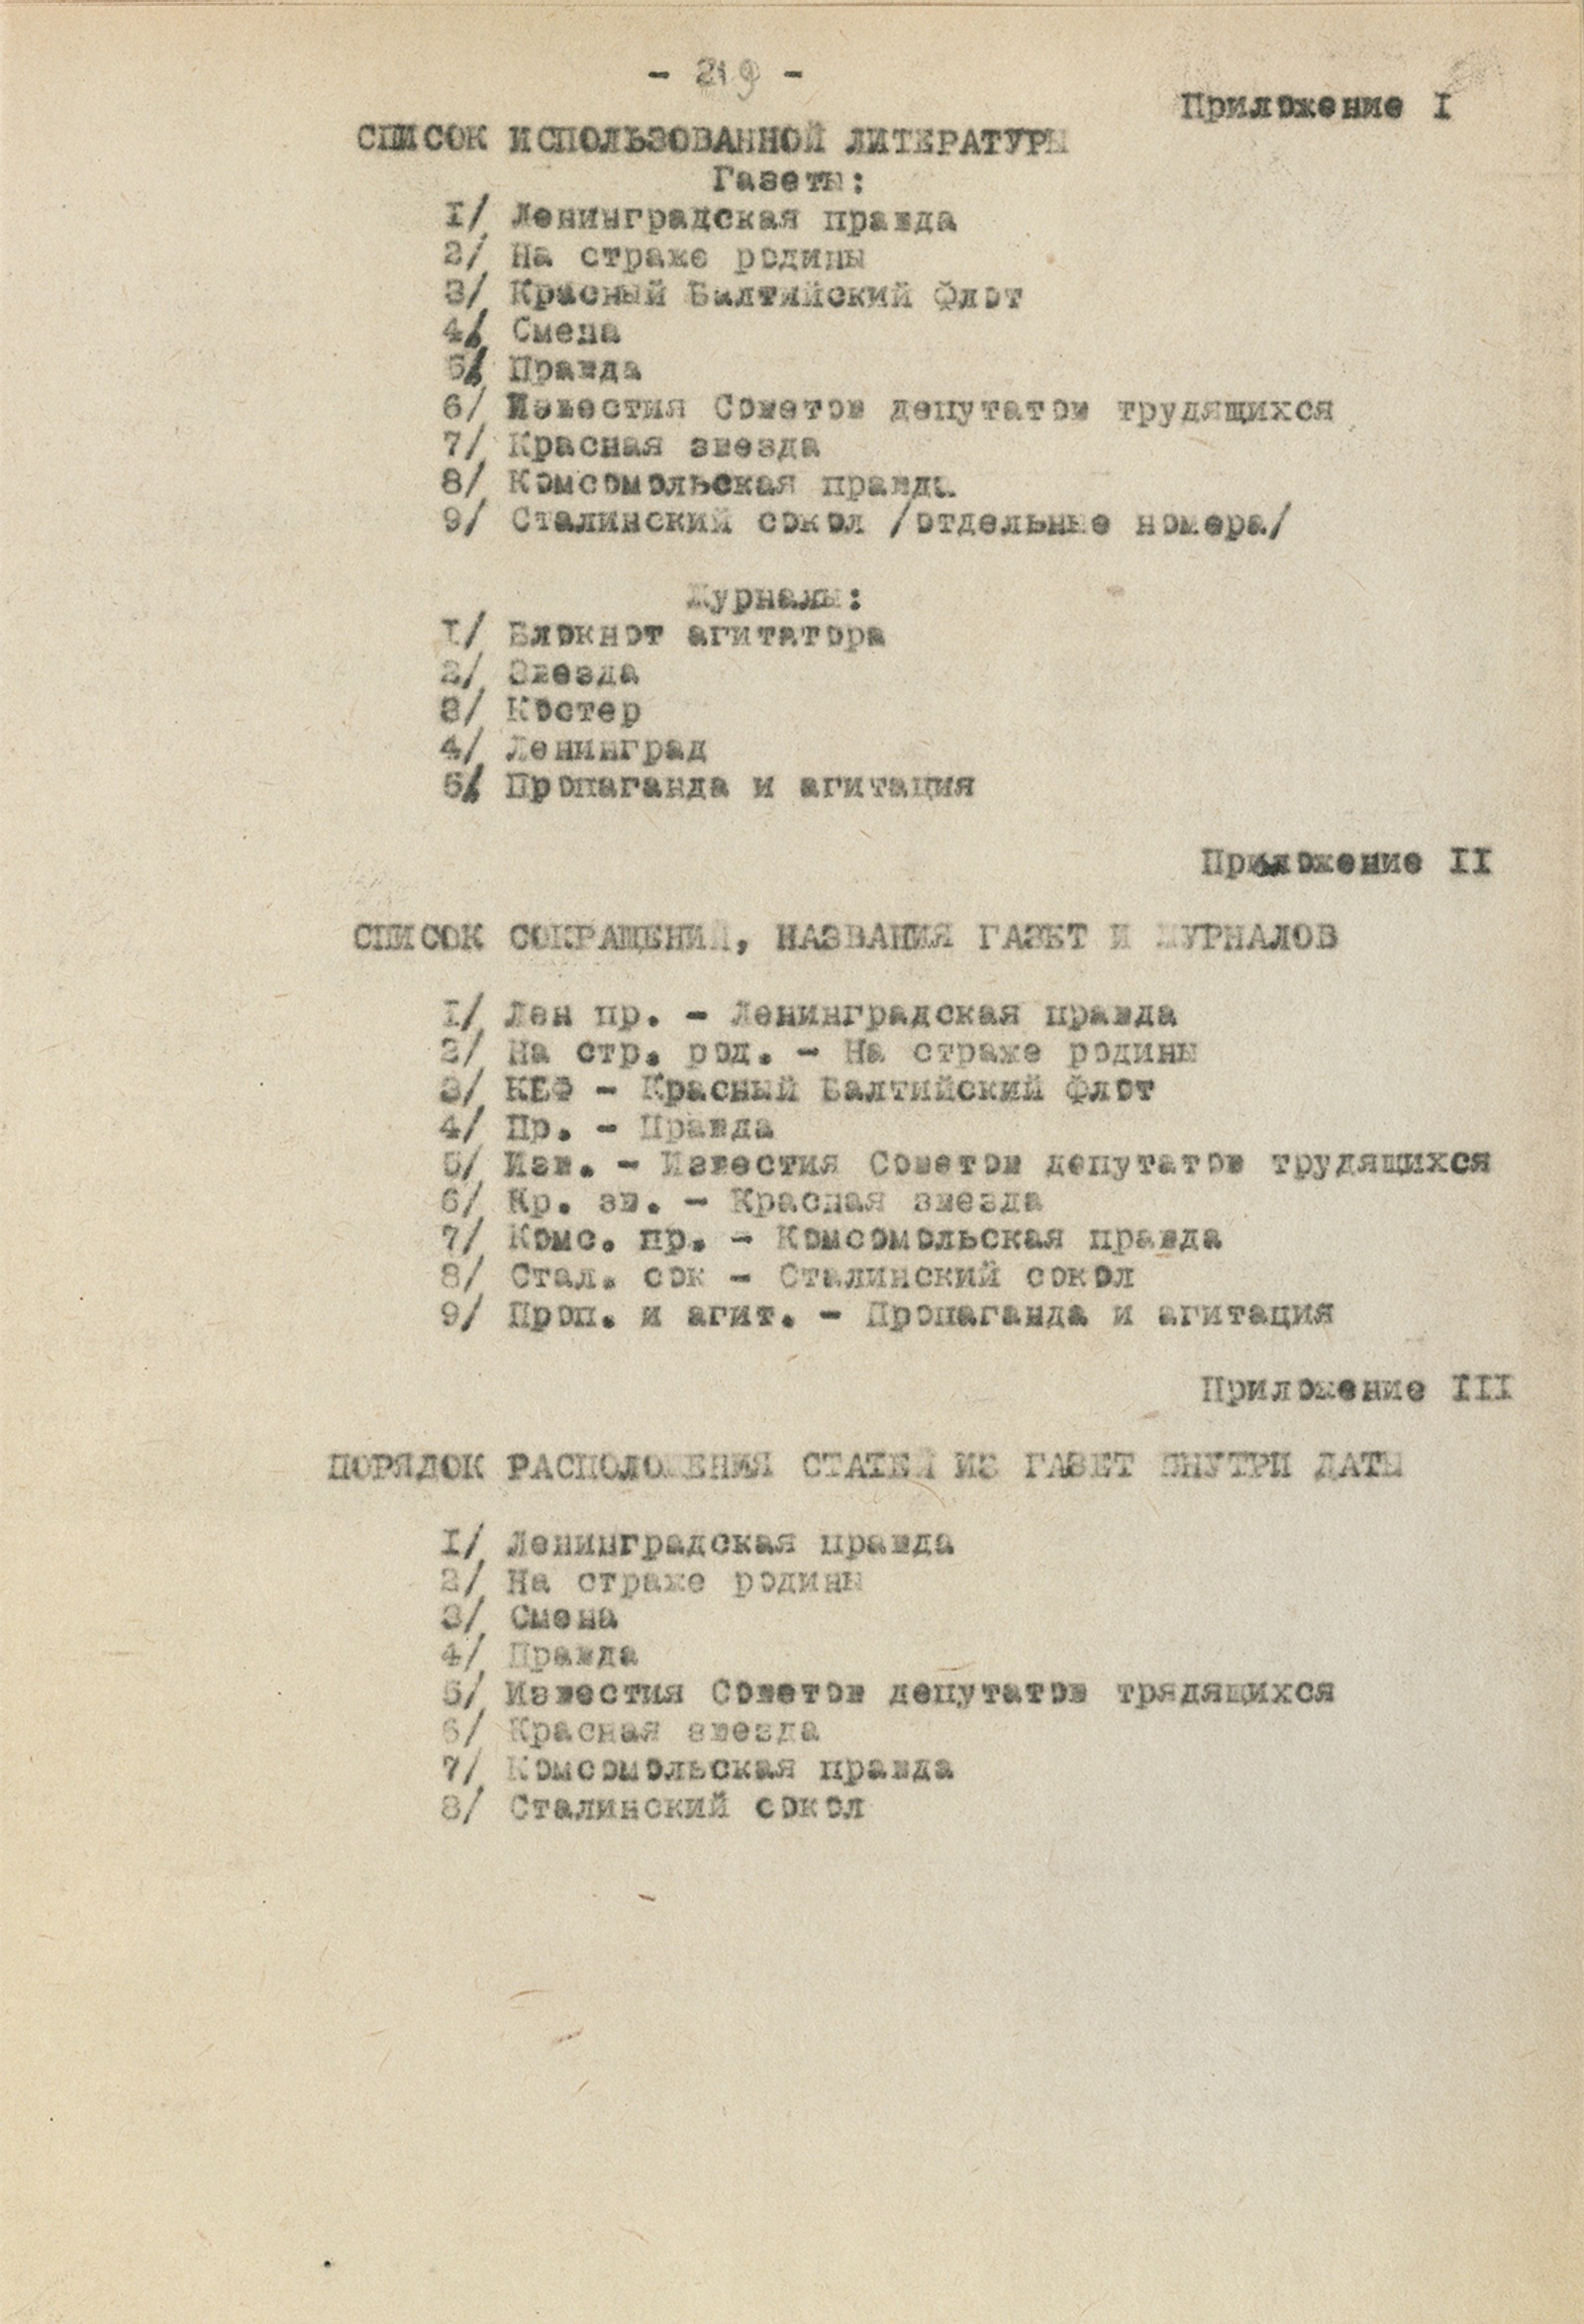 - 219 -
Приложение I
СПИСОК ИСПОЛЬЗОВАННОЙ ЛИТЕРАТУРЫ
Газеты:
I/ Ленинградская правда
2/ На страже родины
3/ Красный Балтийский Флот
4/ Смена
5/ Правда
6/ Известия Советов депутатов трудящихся
7/ Красная звезда
8/ Комсомольская правда
9/ Сталинский сокол /отдельные номера/
Журналы:
I/ Блокнот агитатора
2/ Звезда
3/ Костер
4/ Ленинград
5/ Пропаганда и агитация
Приложение II
СПИСОК СОКРАЩЕНИЙ, НАЗВАНИЯ ГАЗЕТ И ЖУРНАЛОВ
I/ Лен пр. - Ленинградская правда
2/ На стр. род. - На страже родины
3/ КБФ - Красный Балтийский Флот
4/ Пр. - Правда
5/ Изв. - Известия Советов депутатов трудящихся
6/ Кр. зв. - Красная звезда
7/ Комс. пр. - Комсомольская правда
8/ Стал. сок - Сталинский сокол
9/ Проп. и агит. - Пропаганда и агитация
Приложение III
ПОРЯДОК РАСПОЛОЖЕНИЯ СТАТЕЙ ИЗ ГАЗЕТ ВНУТРИ ДАТЫ
I/ Ленинградская правда
2/ На страже родины
3/ Смена
4/ Правда
5/ Известия Советов депутатов трядящихся
6/ Красная звезда
7/ Комсомольская правда
8/ Сталинский сокол